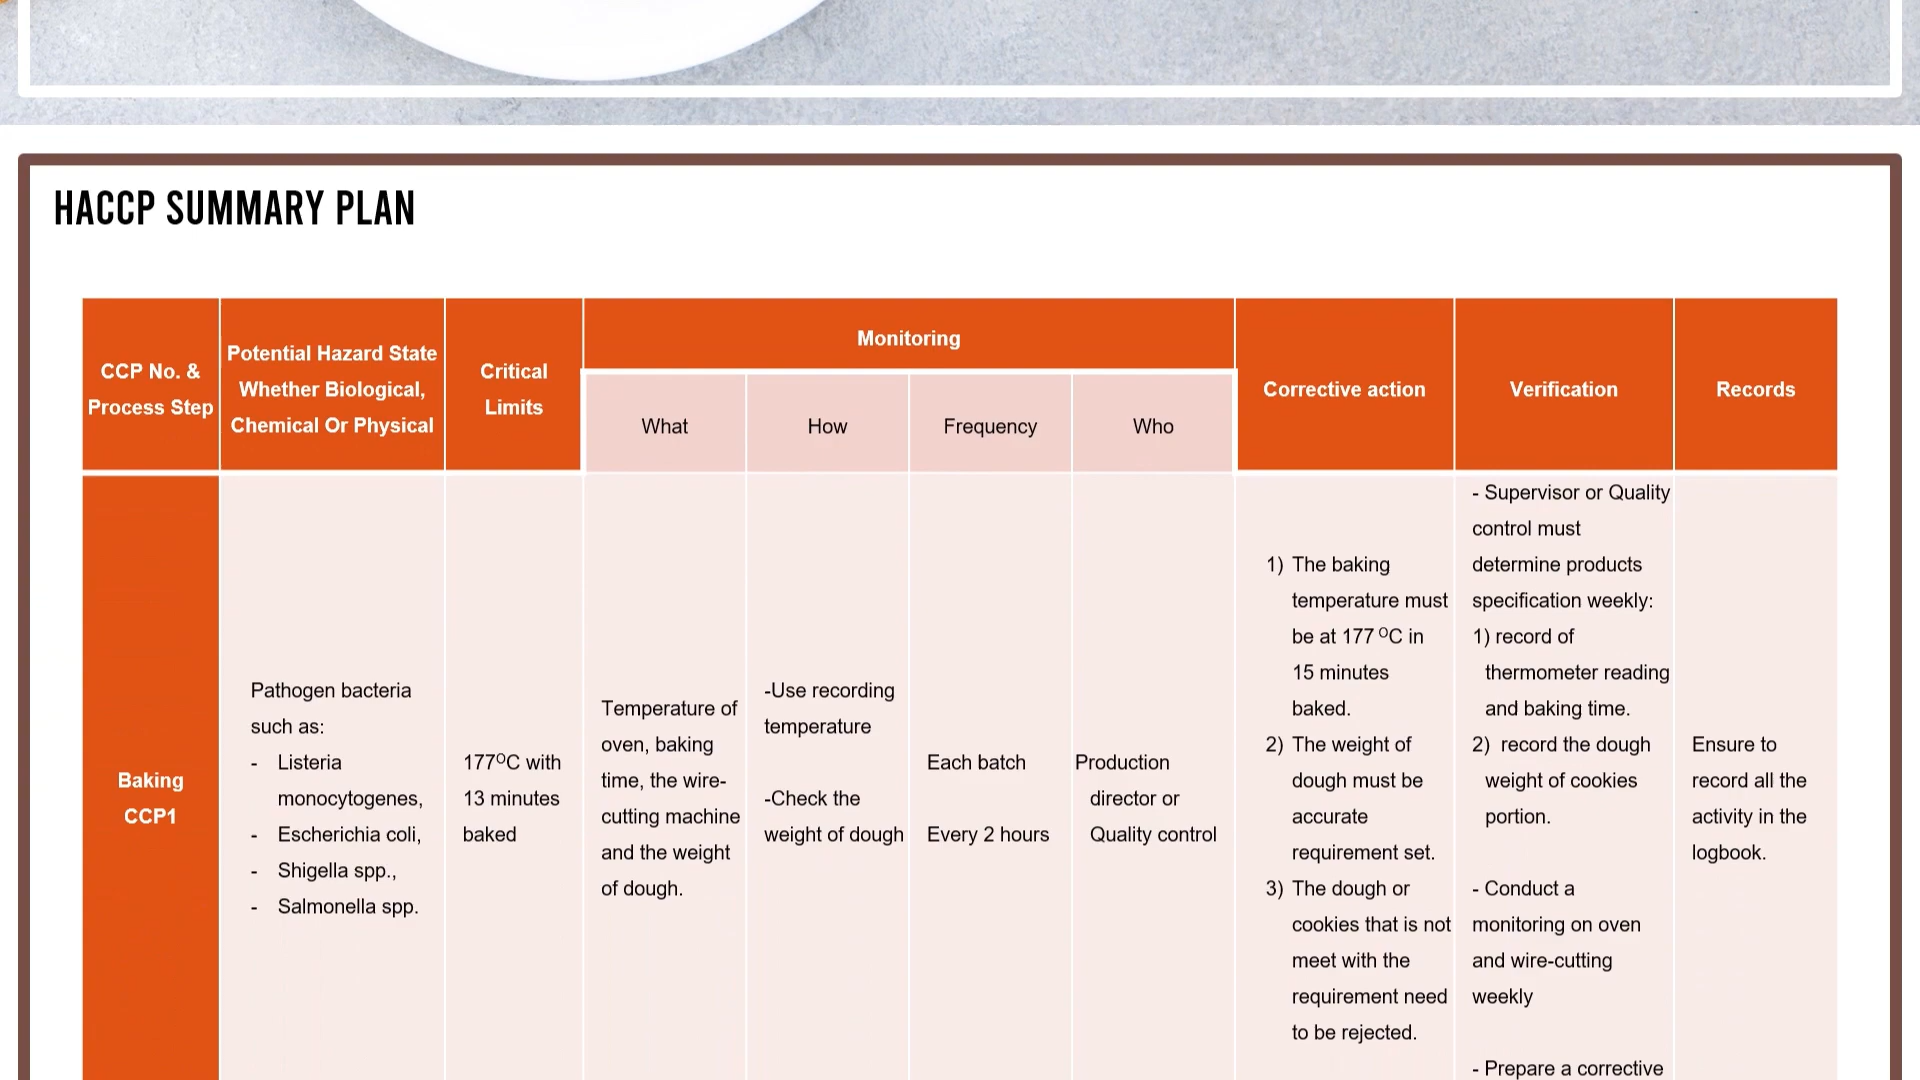 HACCP SUMMARY PLAN
CCP No. &
Process Step
Potential Hazard State
Whether Biological,
Chemical Or Physical
Critical
Limits
Monitoring
What
How
Frequency
Who
Corrective action
Verification
Records
Baking
CCP1
Pathogen bacteria
such as:
- Listeria
monocytogenes,
- Escherichia coli,
- Shigella spp.,
- Salmonella spp.
177⁰C with
13 minutes
baked
Temperature of
oven, baking
time, the wire-
cutting machine
and the weight
of dough.
-Use recording
temperature
-Check the
weight of dough
Each batch
Every 2 hours
Production
director or
Quality control
1) The baking
temperature must
be at 177 ⁰C in
15 minutes
baked.
2) The weight of
dough must be
accurate
requirement set.
3) The dough or
cookies that is not
meet with the
requirement need
to be rejected.
- Supervisor or Quality
control must
determine products
specification weekly:
1) record of
thermometer reading
and baking time.
2) record the dough
weight of cookies
portion.
- Conduct a
monitoring on oven
and wire-cutting
weekly
- Prepare a corrective
Ensure to
record all the
activity in the
logbook.